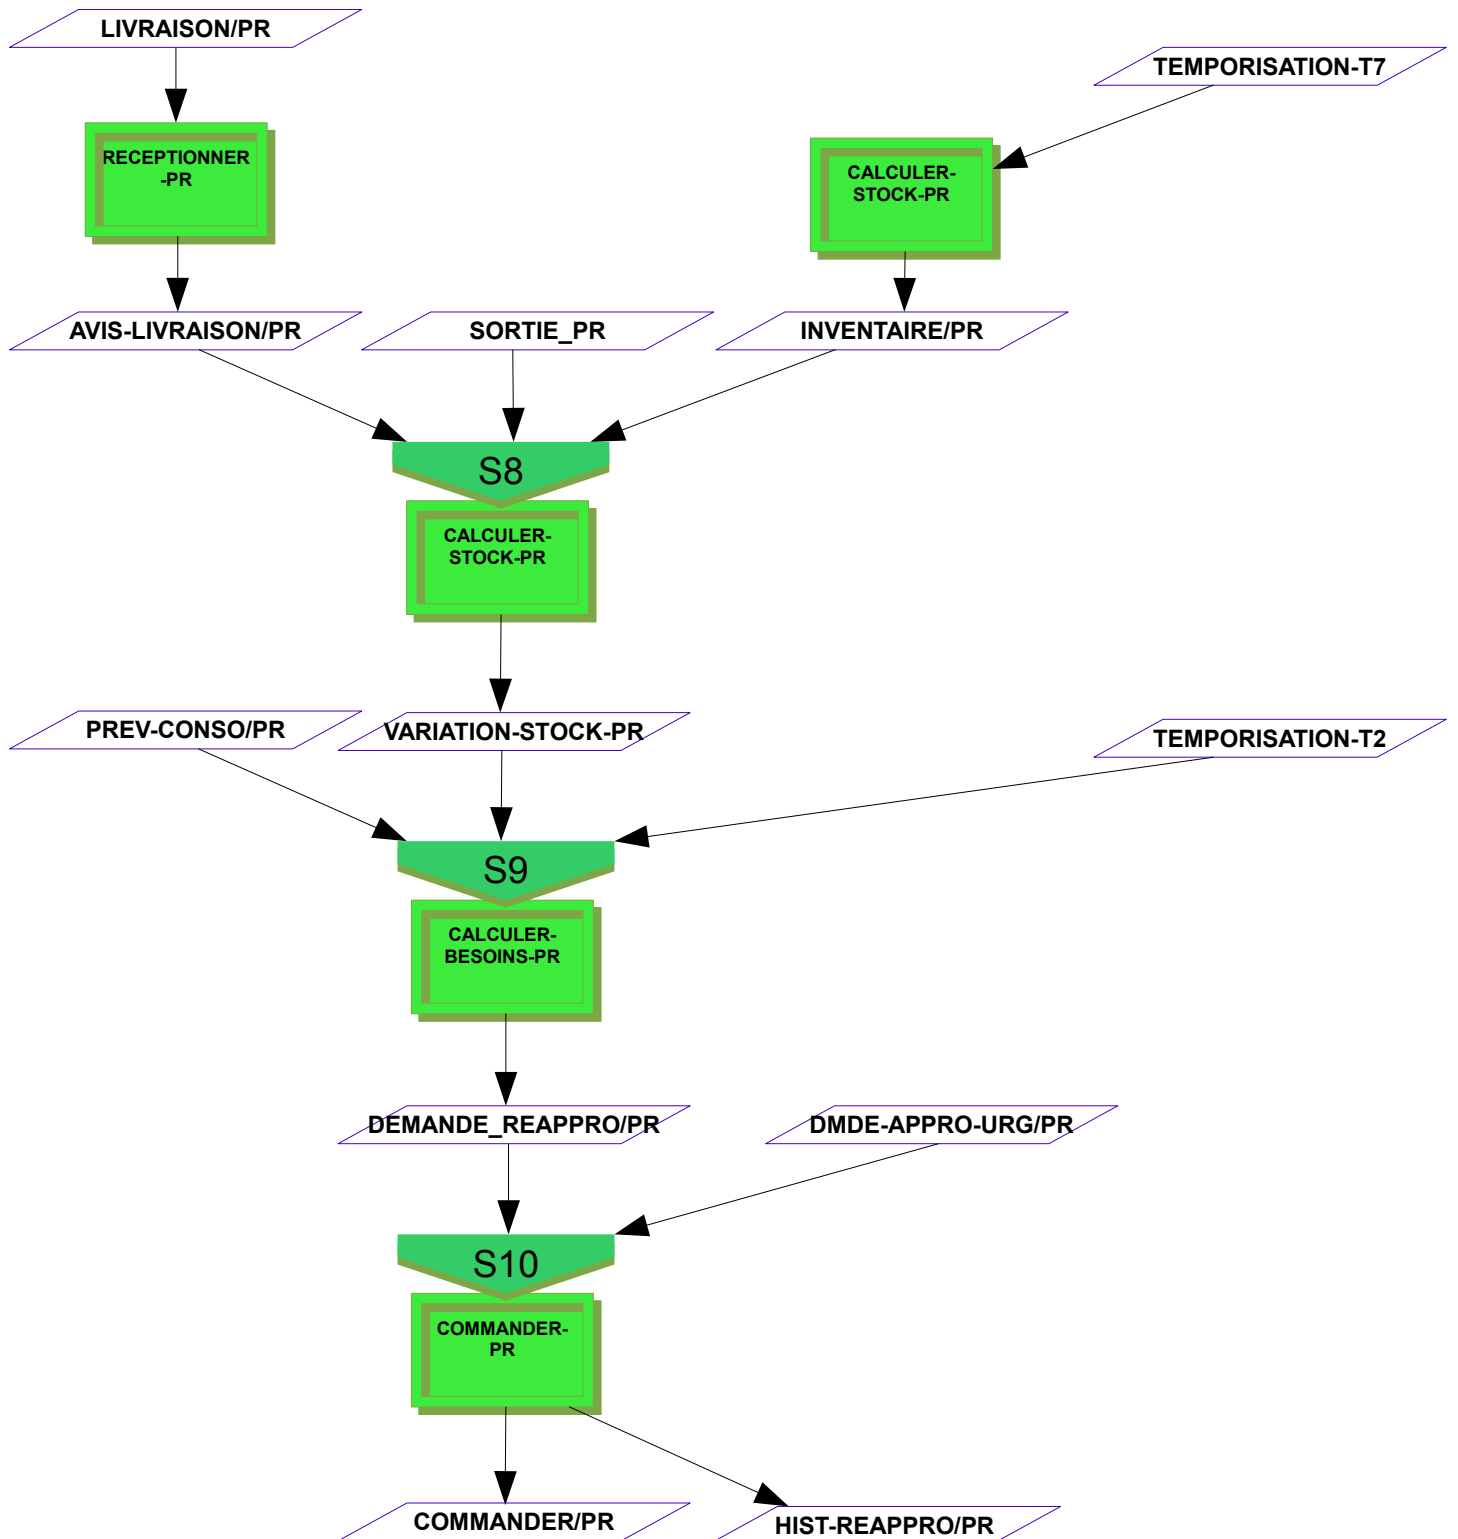 LIVRAISON/PR
TEMPORISATION-T7
RECEPTIONNER
-PR
CALCULER-
STOCK-PR
AVIS-LIVRAISON/PR
SORTIE_PR
INVENTAIRE/PR
S8
CALCULER-
STOCK-PR
PREV-CONSO/PR
VARIATION-STOCK-PR
TEMPORISATION-T2
S9
CALCULER-
BESOINS-PR
DEMANDE_REAPPRO/PR
DMDE-APPRO-URG/PR
S10
COMMANDER-
PR
COMMANDER/PR
HIST-REAPPRO/PR